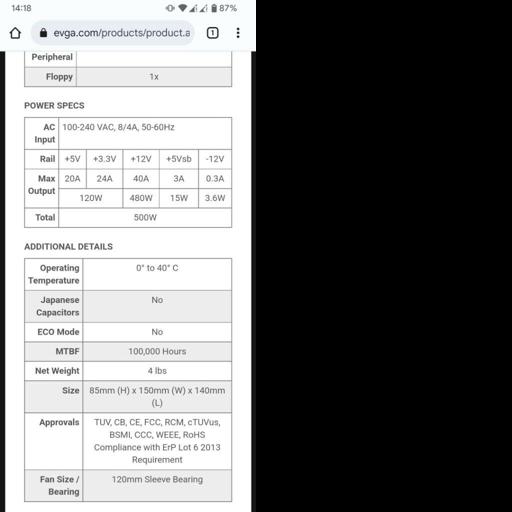 14:18
87%
evga.com/products/product.a
1
Peripheral
Floppy 1x
POWER SPECS
AC 100-240 VAC, 8/4A, 50-60Hz
Input
Rail +5V +3.3V +12V +5Vsb -12V
Max 20A 24A 40A 3A 0.3A
Output 120W 480W 15W 3.6W
Total 500W
ADDITIONAL DETAILS
Operating 0° to 40° C
Temperature
Japanese No
Capacitors
ECO Mode No
MTBF 100,000 Hours
Net Weight 4 lbs
Size 85mm (H) x 150mm (W) x 140mm
(L)
Approvals TUV, CB, CE, FCC, RCM, cTUVus,
BSMI, CCC, WEEE, RoHS
Compliance with ErP Lot 6 2013
Requirement
Fan Size / 120mm Sleeve Bearing
Bearing